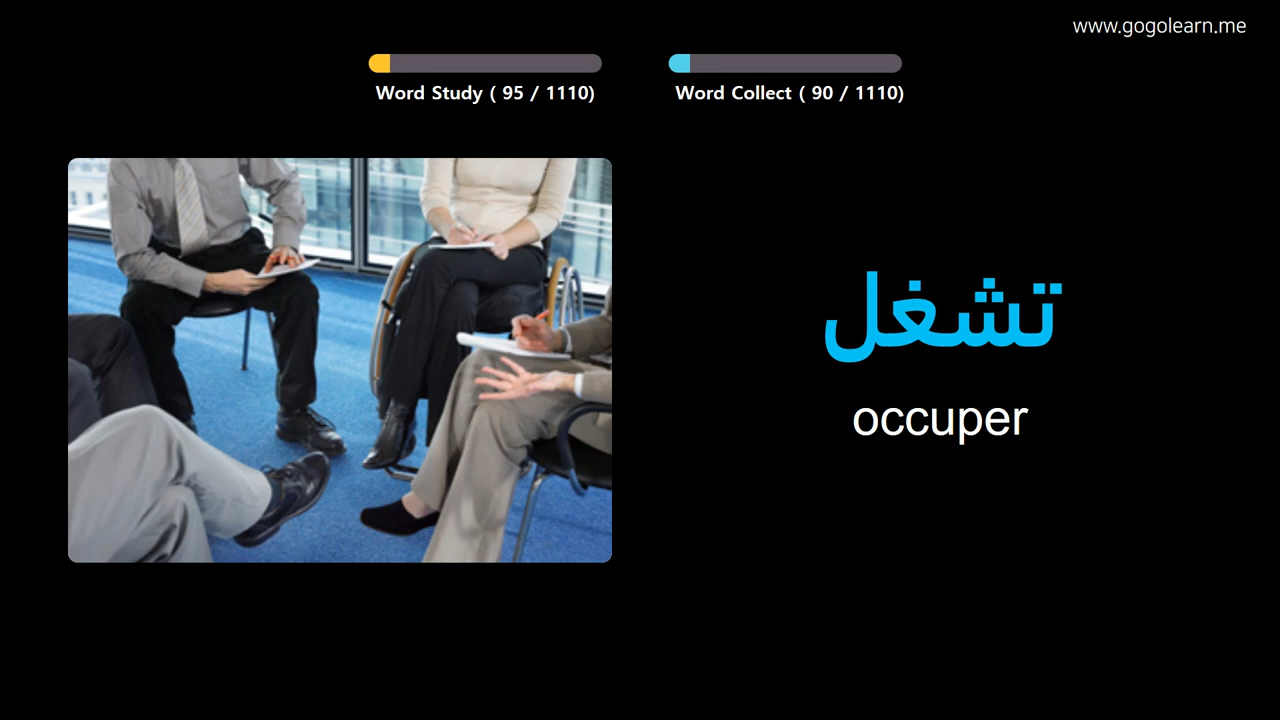 www.gogolearn.me
Word Study ( 95 / 1110)
Word Collect ( 90 / 1110)
تشغل
occuper